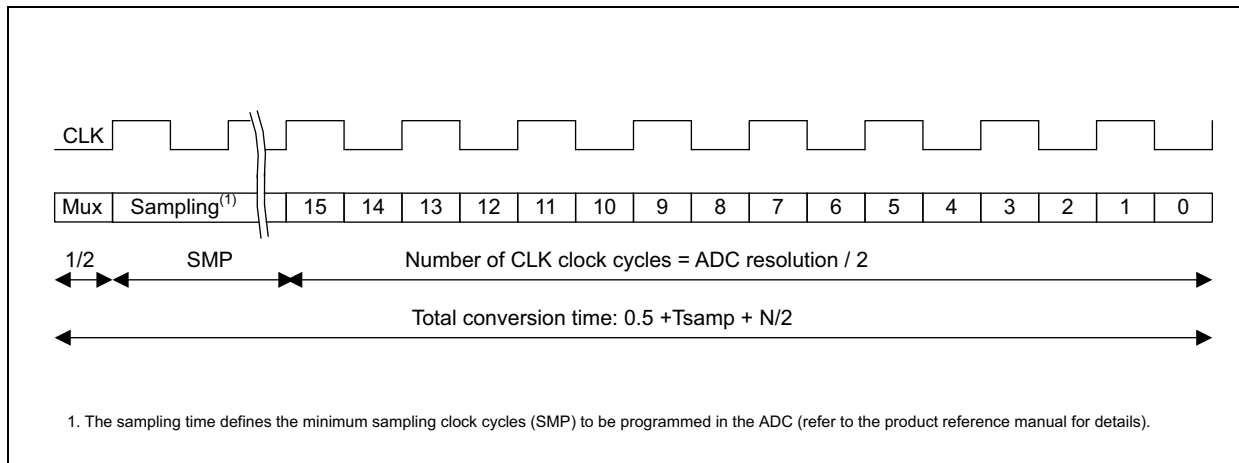 CLK
Mux Sampling(1) 15 14 13 12 11 10 9 8 7 6 5 4 3 2 1 0
1/2 SMP Number of CLK clock cycles = ADC resolution / 2
Total conversion time: 0.5 +Tsamp + N/2
1. The sampling time defines the minimum sampling clock cycles (SMP) to be programmed in the ADC (refer to the product reference manual for details).